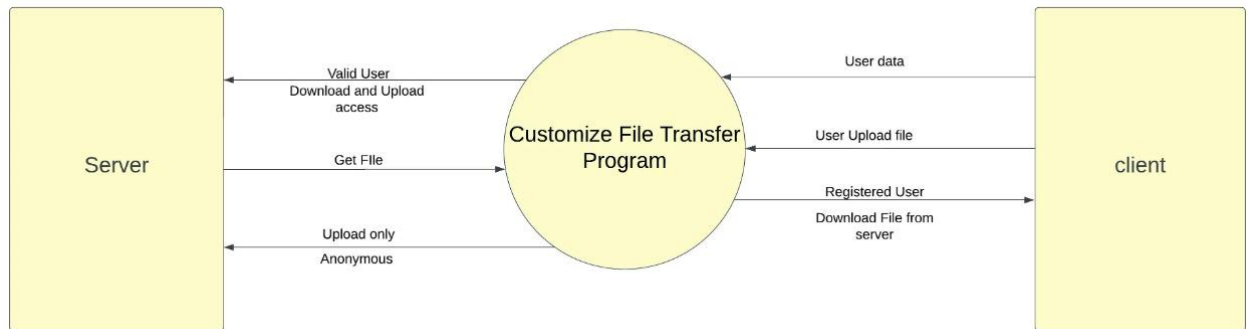 Server
Valid User
Download and Upload
access
Get FIle
Upload only
Anonymous
Customize File Transfer
Program
User data
User Upload file
Registered User
Download File from
server
client